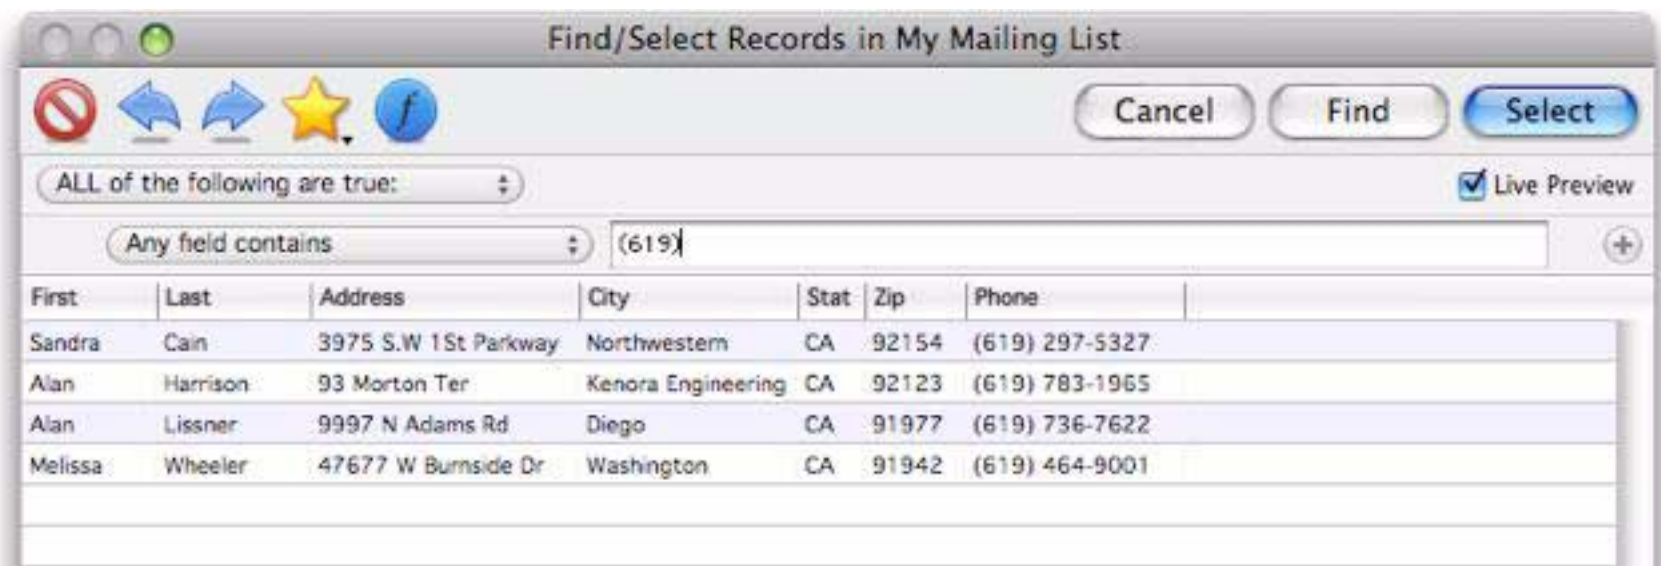 Find/Select Records in My Mailing List
Cancel Find Select
ALL of the following are true: Live Preview
Any field contains (619)
First Last Address City Stat Zip Phone
Sandra Cain 3975 S.W 1St Parkway Northwestern CA 92154 (619) 297-5327
Alan Harrison 93 Morton Ter Kenora Engineering CA 92123 (619) 783-1965
Alan Lissner 9997 N Adams Rd Diego CA 91977 (619) 736-7622
Melissa Wheeler 47677 W Burnside Dr Washington CA 91942 (619) 464-9001